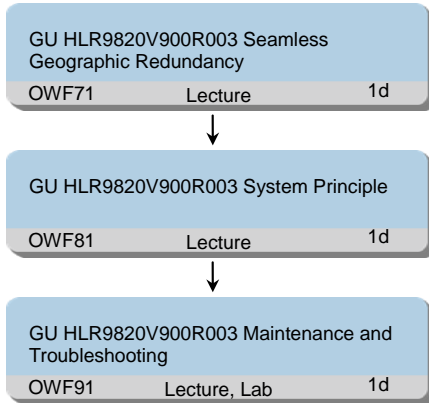 GU HLR9820V900R003 Seamless
Geographic Redundancy
OWF71 Lecture 1d
GU HLR9820V900R003 System Principle
OWF81 Lecture 1d
GU HLR9820V900R003 Maintenance and
Troubleshooting
OWF91 Lecture, Lab 1d